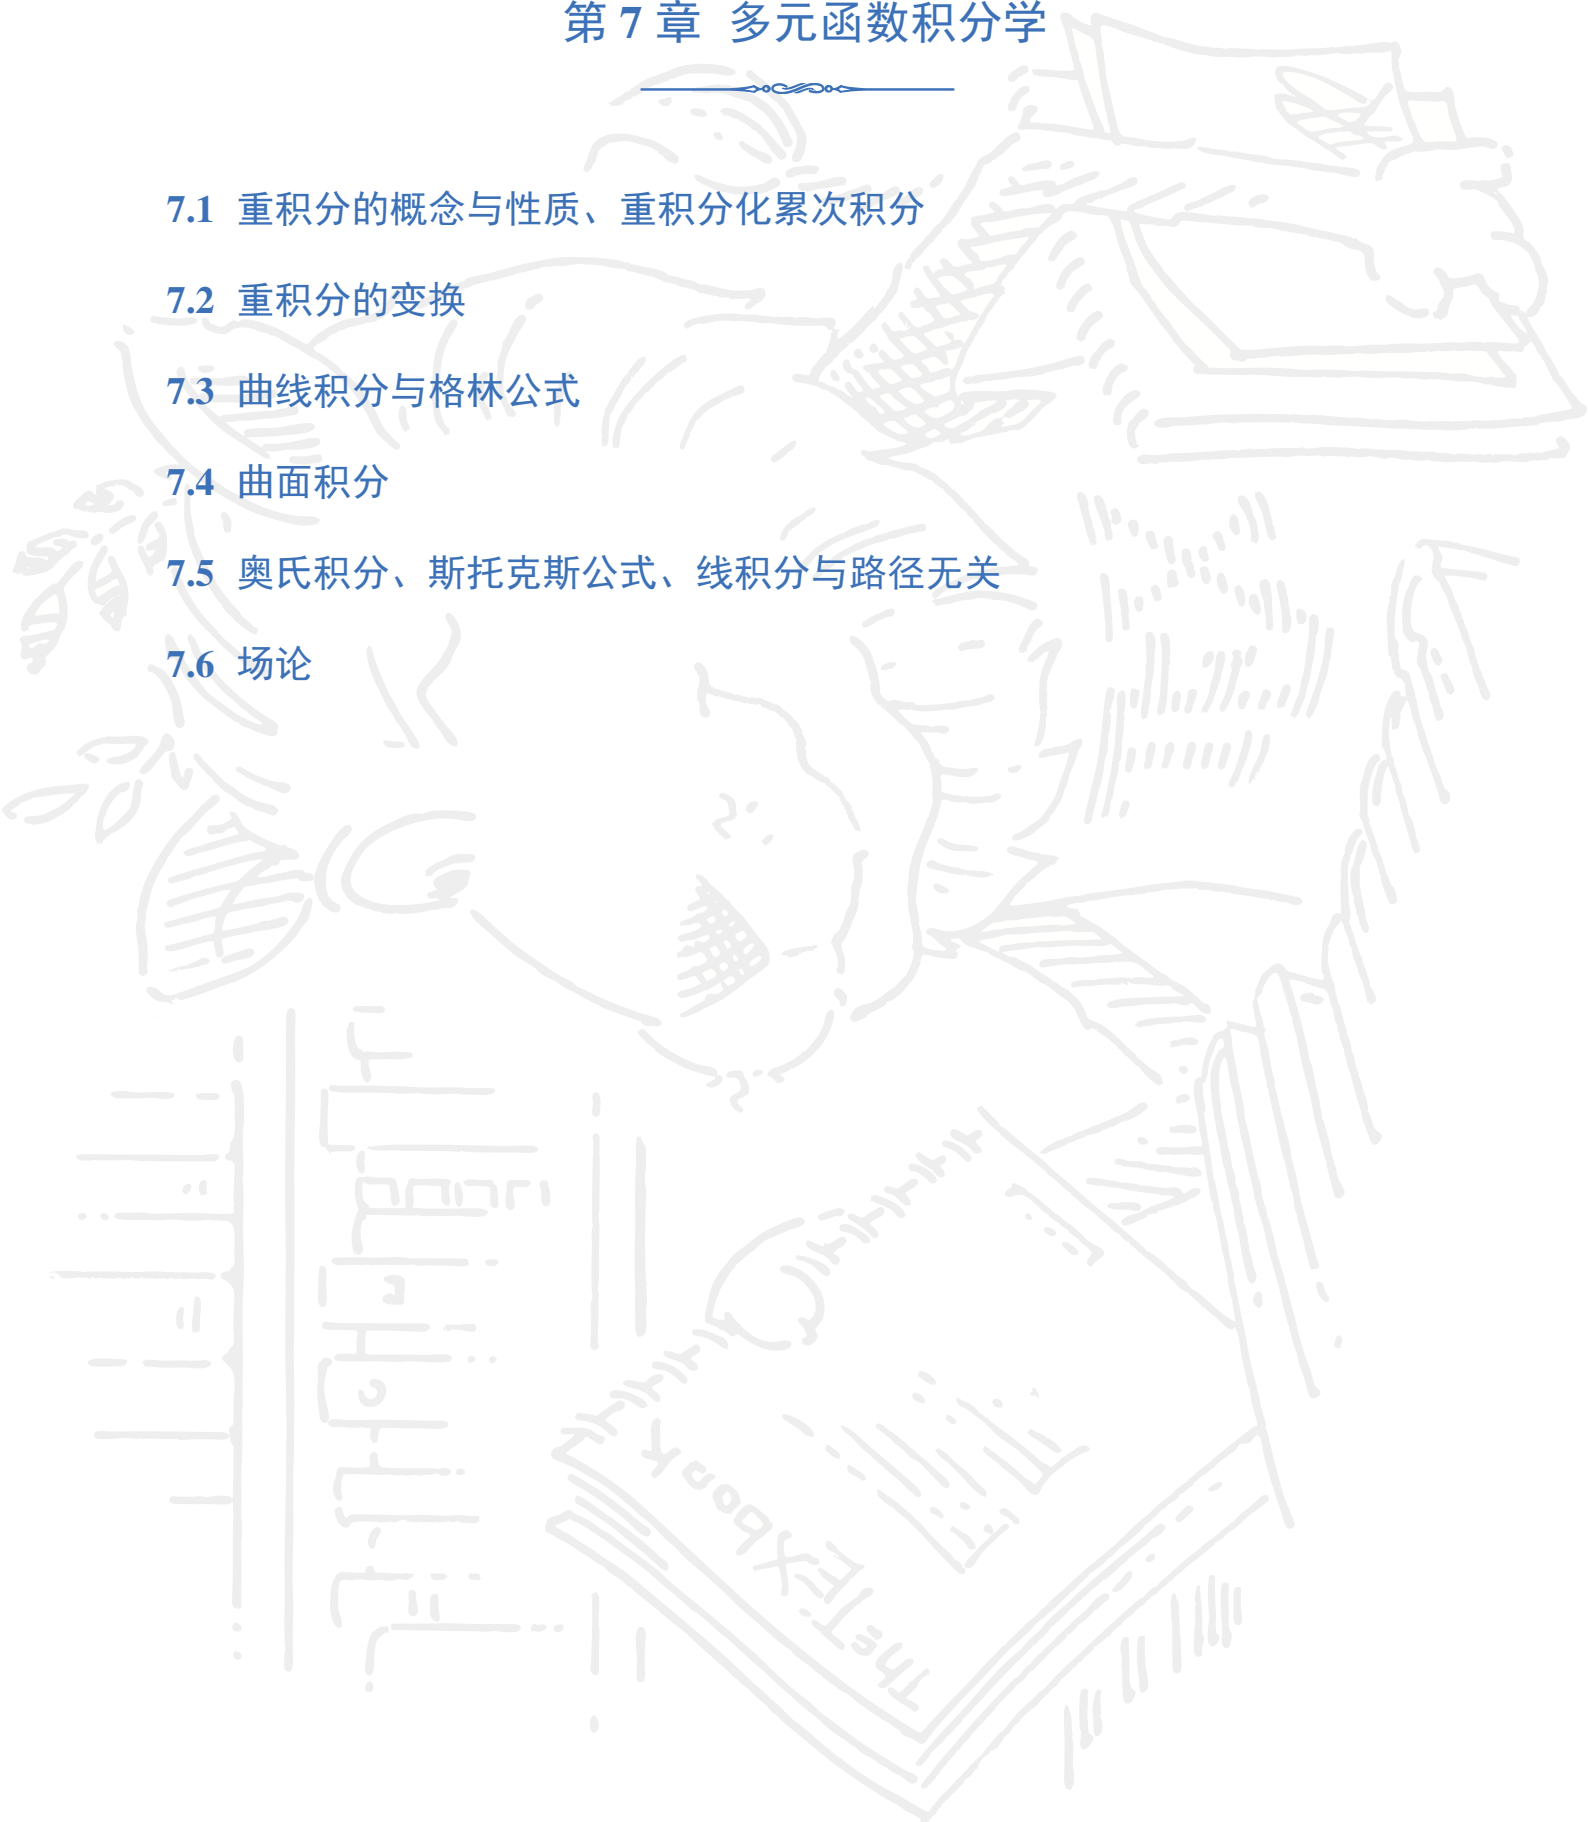 第 7 章 多元函数积分学
7.1 重积分的概念与性质、重积分化累次积分
7.2 重积分的变换
7.3 曲线积分与格林公式
7.4 曲面积分
7.5 奥氏积分、斯托克斯公式、线积分与路径无关
7.6 场论